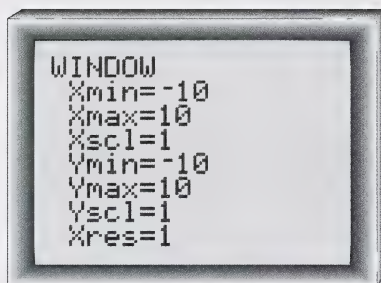 WINDOW
Xmin=-10
Xmax=10
Xscl=1
Ymin=-10
Ymax=10
Yscl=1
Xres=1